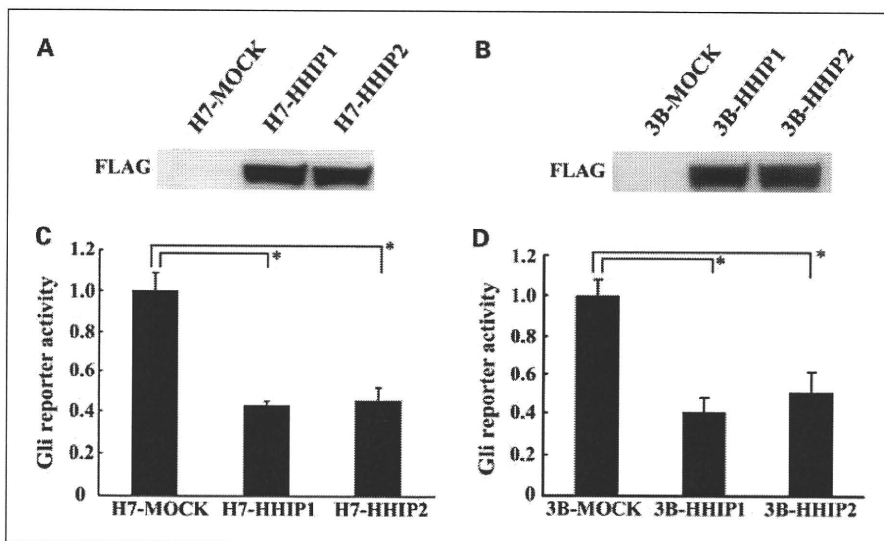 A
H7-MOCK
H7-HHIP1
H7-HHIP2
FLAG
B
3B-MOCK
3B-HHIP1
3B-HHIP2
FLAG
C
Gli reporter activity
1.2
1.0
0.8
0.6
0.4
0.2
0
*
*
H7-MOCK H7-HHIP1 H7-HHIP2
D
Gli reporter activity
1.2
1.0
0.8
0.6
0.4
0.2
0
*
*
3B-MOCK 3B-HHIP1 3B-HHIP2